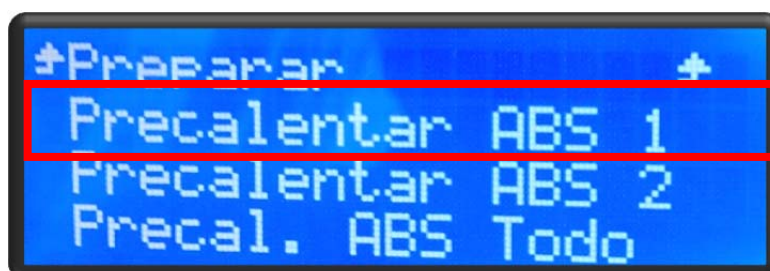 Preparar
Precalentar ABS 1
Precalentar ABS 2
Precal. ABS Todo